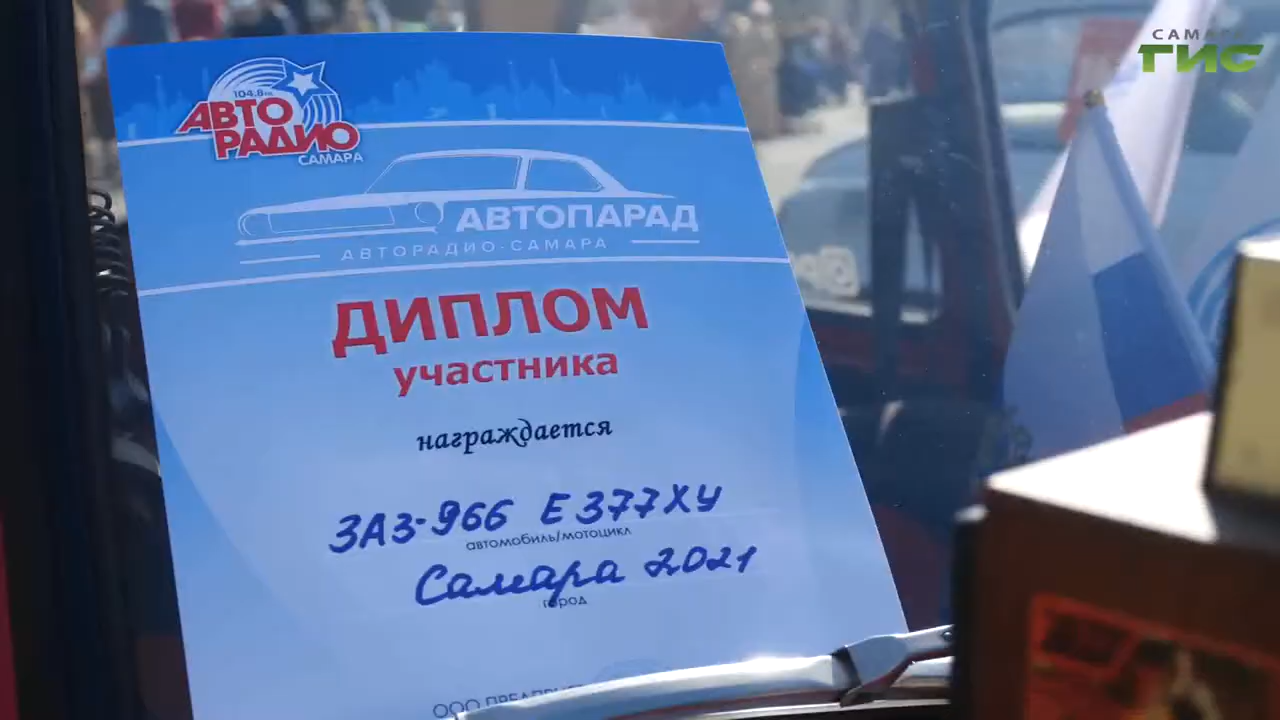 САМАРА
ГИС
104.8 FM
АВТО
РАДИО
САМАРА
АВТОПАРАД
АВТОРАДИО-САМАРА
ДИПЛОМ
участника
награждается
ЗАЗ-966 Е377ХУ
автомобиль/мотоцикл
Самара 2021
город
ООО